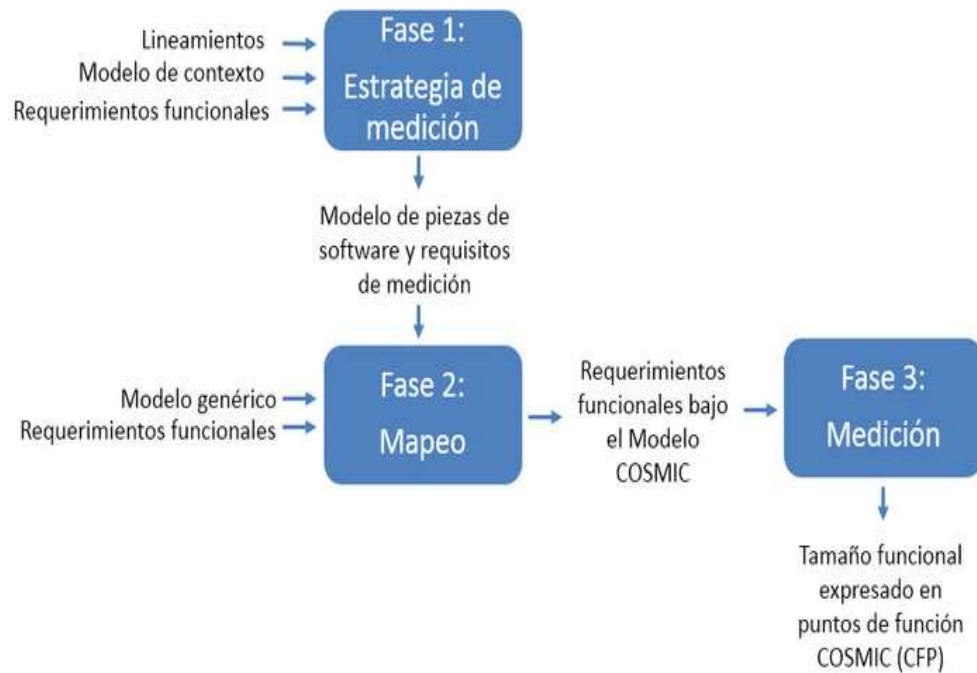 Lineamientos
Modelo de contexto
Requerimientos funcionales
Fase 1:
Estrategia de
medición
Modelo de piezas de
software y requisitos
de medición
Modelo genérico
Requerimientos funcionales
Fase 2:
Mapeo
Requerimientos
funcionales bajo
el Modelo
COSMIC
Fase 3:
Medición
Tamaño funcional
expresado en
puntos de función
COSMIC (CFP)